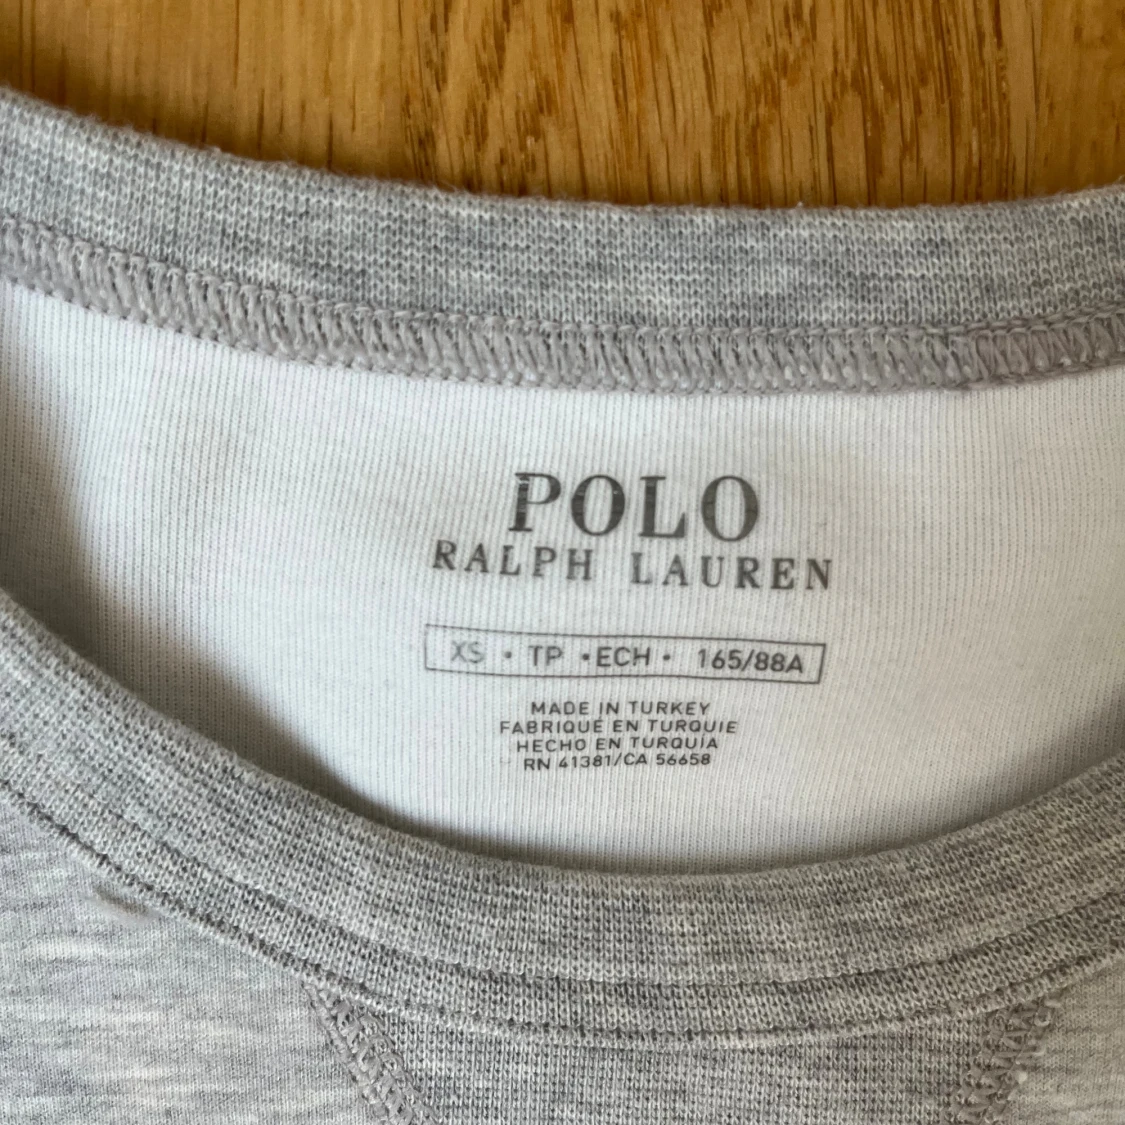 POLO
RALPH LAUREN
XS • TP • ECH • 165/88A
MADE IN TURKEY
FABRIQUÉ EN TURQUIE
HECHO EN TURQUÍA
RN 41381/CA 56658